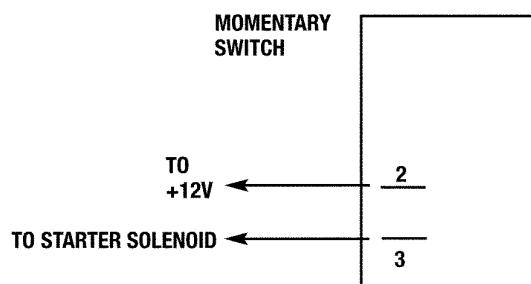 MOMENTARY
SWITCH
TO
+12V
2
TO STARTER SOLENOID
3